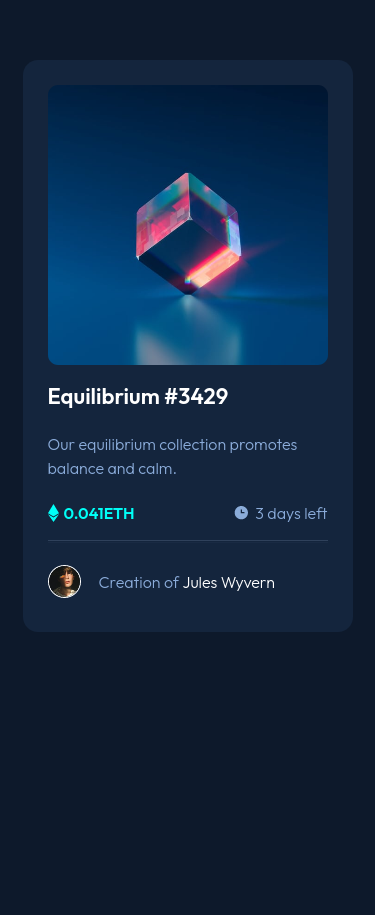 Equilibrium #3429
Our equilibrium collection promotes
balance and calm.
0.041ETH
3 days left
Creation of Jules Wyvern